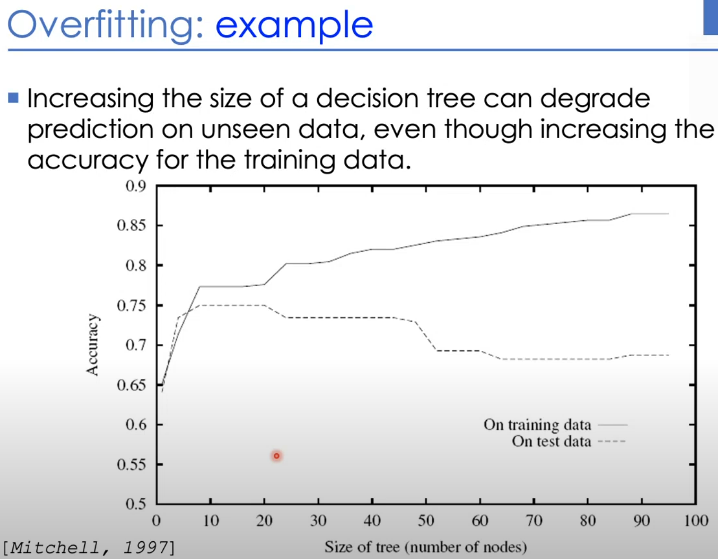 Overfitting: example
Increasing the size of a decision tree can degrade
prediction on unseen data, even though increasing the
accuracy for the training data.
0.9
0.85
0.8
0.75
0.7
0.65
0.6
0.55
0.5
Accuracy
On training data
On test data
0 10 20 30 40 50 60 70 80 90 100
Size of tree (number of nodes)
[Mitchell, 1997]